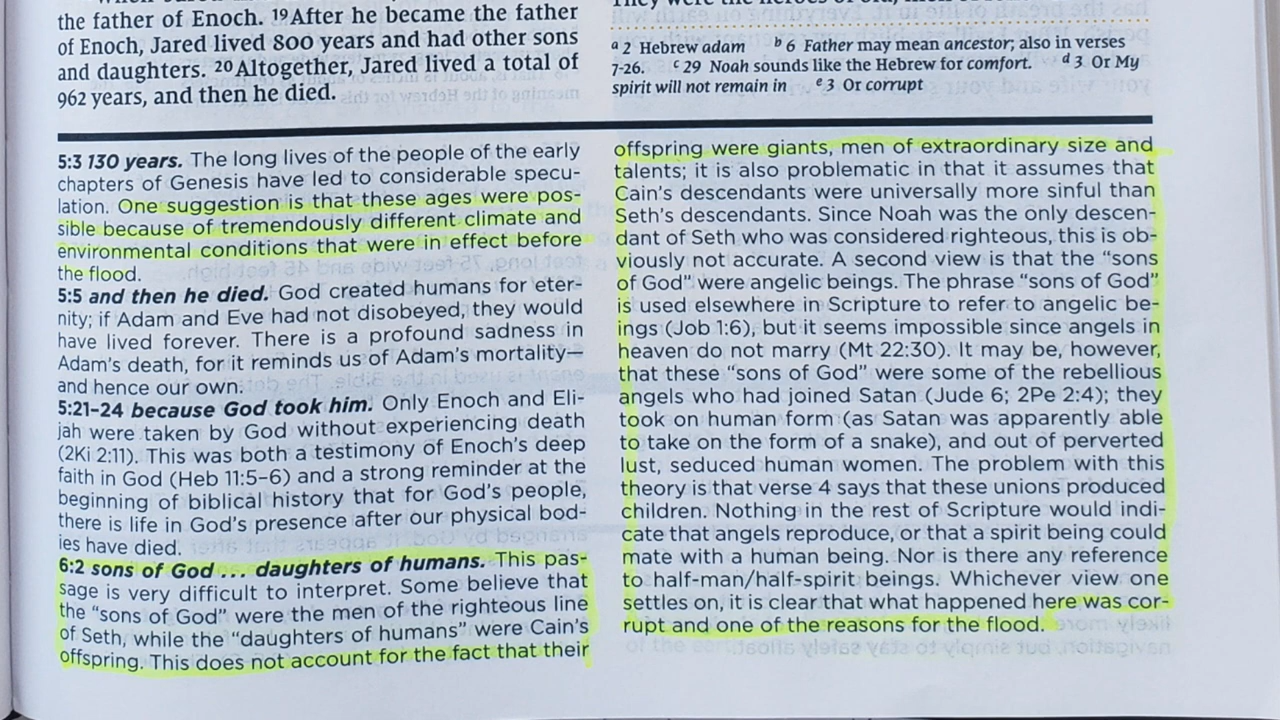 the father of Enoch. 19After he became the father
of Enoch, Jared lived 800 years and had other sons
and daughters. 20Altogether, Jared lived a total of
962 years, and then he died.
a 2 Hebrew adam b 6 Father may mean ancestor; also in verses
7-26. c 29 Noah sounds like the Hebrew for comfort. d 3 Or My
spirit will not remain in e 3 Or corrupt
5:3 130 years. The long lives of the people of the early
chapters of Genesis have led to considerable specu-
lation. One suggestion is that these ages were pos-
sible because of tremendously different climate and
environmental conditions that were in effect before
the flood.
5:5 and then he died. God created humans for eter-
nity; if Adam and Eve had not disobeyed, they would
have lived forever. There is a profound sadness in
Adam's death, for it reminds us of Adam's mortality—
and hence our own.
5:21–24 because God took him. Only Enoch and Eli-
jah were taken by God without experiencing death
(2Ki 2:11). This was both a testimony of Enoch's deep
faith in God (Heb 11:5–6) and a strong reminder at the
beginning of biblical history that for God's people,
there is life in God's presence after our physical bod-
ies have died.
6:2 sons of God ... daughters of humans. This pas-
sage is very difficult to interpret. Some believe that
the "sons of God" were the men of the righteous line
of Seth, while the "daughters of humans" were Cain's
offspring. This does not account for the fact that their
offspring were giants, men of extraordinary size and
talents; it is also problematic in that it assumes that
Cain's descendants were universally more sinful than
Seth's descendants. Since Noah was the only descen-
dant of Seth who was considered righteous, this is ob-
viously not accurate. A second view is that the "sons
of God" were angelic beings. The phrase "sons of God"
is used elsewhere in Scripture to refer to angelic be-
ings (Job 1:6), but it seems impossible since angels in
heaven do not marry (Mt 22:30). It may be, however,
that these "sons of God" were some of the rebellious
angels who had joined Satan (Jude 6; 2Pe 2:4); they
took on human form (as Satan was apparently able
to take on the form of a snake), and out of perverted
lust, seduced human women. The problem with this
theory is that verse 4 says that these unions produced
children. Nothing in the rest of Scripture would indi-
cate that angels reproduce, or that a spirit being could
mate with a human being. Nor is there any reference
to half-man/half-spirit beings. Whichever view one
settles on, it is clear that what happened here was cor-
rupt and one of the reasons for the flood.